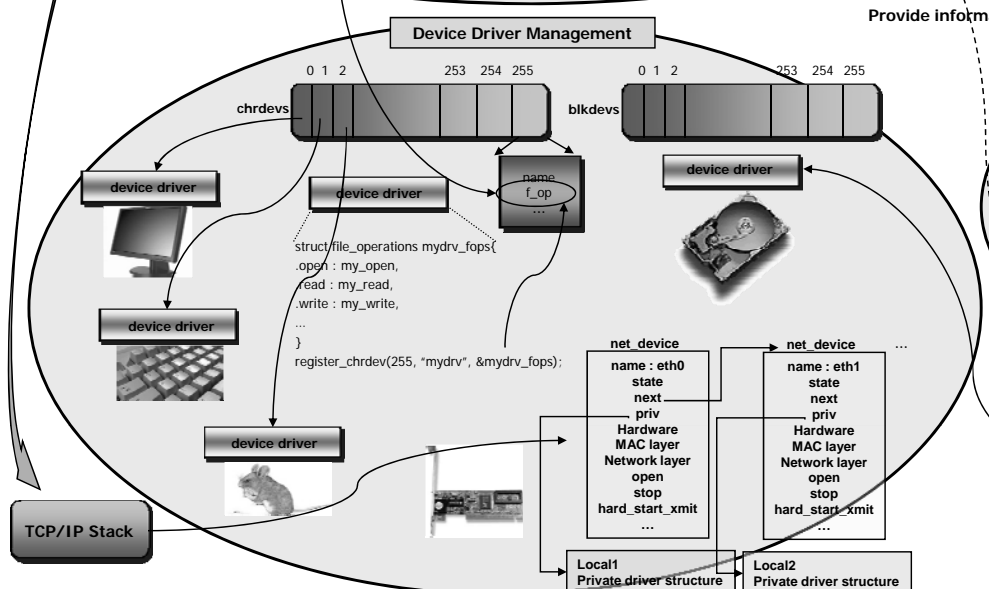 Provide inform
Device Driver Management
0 1 2 253 254 255
chrdevs
0 1 2 253 254 255
blkdevs
device driver
device driver
name
f_op
...
device driver
struct file_operations mydrv_fops{
.open : my_open,
.read : my_read,
.write : my_write,
...
}
register_chrdev(255, "mydrv", &mydrv_fops);
device driver
device driver
net_device
name : eth0
state
next
priv
Hardware
MAC layer
Network layer
open
stop
hard_start_xmit
...
net_device
...
name : eth1
state
next
priv
Hardware
MAC layer
Network layer
open
stop
hard_start_xmit
...
TCP/IP Stack
Local1
Private driver structure
Local2
Private driver structure